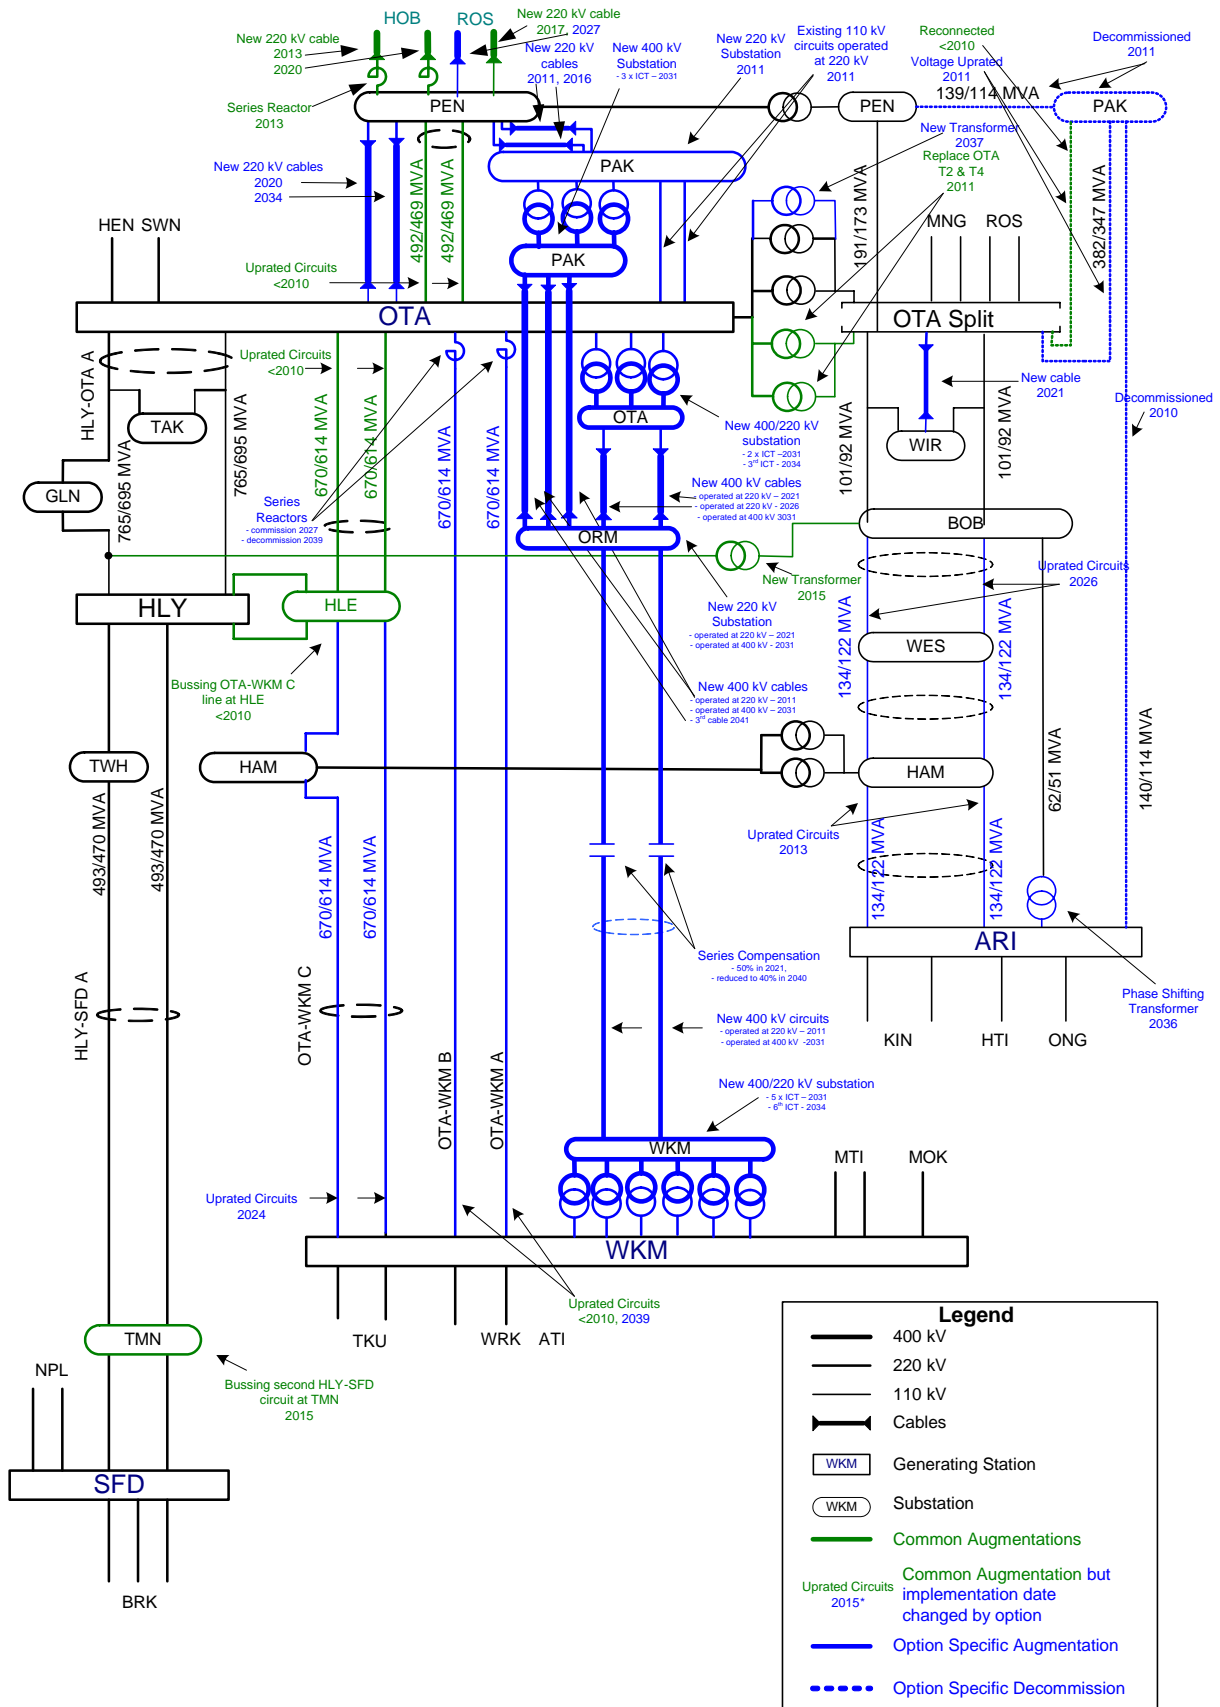 HOB
ROS
New 220 kV cable
2013
2020
New 220 kV cable
2017, 2027
New 220 kV
cables
2011, 2016
New 400 kV
Substation
- 3 x ICT – 2031
New 220 kV
Substation
2011
Existing 110 kV
circuits operated
at 220 kV
2011
Reconnected
<2010
Voltage Uprated
2011
Decommissioned
2011
139/114 MVA
PEN
PEN
PAK
Series Reactor
2013
New Transformer
2037
Replace OTA
T2 & T4
2011
PAK
New 220 kV cables
2020
2034
492/469 MVA
492/469 MVA
191/173 MVA
382/347 MVA
HEN SWN
MNG
ROS
PAK
Uprated Circuits
<2010
OTA
OTA Split
HLY-OTA A
Uprated Circuits
<2010
New cable
2021
Decommissioned
2010
TAK
OTA
WIR
New 400/220 kV
substation
- 2 x ICT –2031
- 3rd ICT - 2034
765/695 MVA
765/695 MVA
670/614 MVA
670/614 MVA
670/614 MVA
670/614 MVA
101/92 MVA
101/92 MVA
GLN
Series
Reactors
- commission 2027
- decommission 2039
New 400 kV cables
- operated at 220 kV – 2021
- operated at 220 kV - 2026
- operated at 400 kV 3031
ORM
BOB
New Transformer
2015
Uprated Circuits
2026
HLY
HLE
New 220 kV
Substation
- operated at 220 kV – 2021
- operated at 400 kV - 2031
134/122 MVA
134/122 MVA
WES
Bussing OTA-WKM C
line at HLE
<2010
New 400 kV cables
- operated at 220 kV – 2011
- operated at 400 kV – 2031
- 3rd cable 2041
TWH
HAM
HAM
62/51 MVA
140/114 MVA
493/470 MVA
493/470 MVA
670/614 MVA
670/614 MVA
Uprated Circuits
2013
134/122 MVA
134/122 MVA
ARI
Series Compensation
- 50% in 2021,
- reduced to 40% in 2040
HLY-SFD A
OTA-WKM C
Phase Shifting
Transformer
2036
New 400 kV circuits
- operated at 220 kV – 2011
- operated at 400 kV -2031
KIN
HTI
ONG
OTA-WKM B
OTA-WKM A
New 400/220 kV substation
- 5 x ICT – 2031
- 6th ICT - 2034
WKM
MTI
MOK
Uprated Circuits
2024
WKM
Uprated Circuits
<2010, 2039
TMN
TKU
WRK
ATI
NPL
Bussing second HLY-SFD
circuit at TMN
2015
SFD
BRK
Legend
400 kV
220 kV
110 kV
Cables
WKM
Generating Station
WKM
Substation
Common Augmentations
Uprated Circuits
2015*
Common Augmentation but
implementation date
changed by option
Option Specific Augmentation
Option Specific Decommission